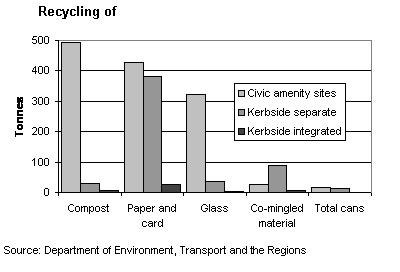 Recycling of
500
400
300
200
100
0
Tonnes
Civic amenity sites
Kerbside separate
Kerbside integrated
Compost
Paper and
card
Glass
Co-mingled
material
Total cans
Source: Department of Environment, Transport and the Regions